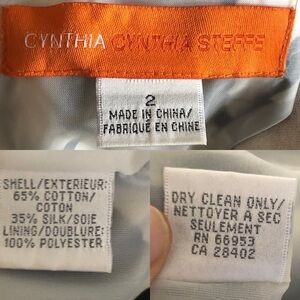 CYNTHIA CYNTHIA STEFFE
2
MADE IN CHINA/
FABRIQUÉ EN CHINE
SHELL/EXTERIEUR:
65% COTTON/
COTON
35% SILK/SOIE
LINING/DOUBLURE:
100% POLYESTER
DRY CLEAN ONLY/
NETTOYER A SEC
SEULEMENT
RN 66953
CA 28402